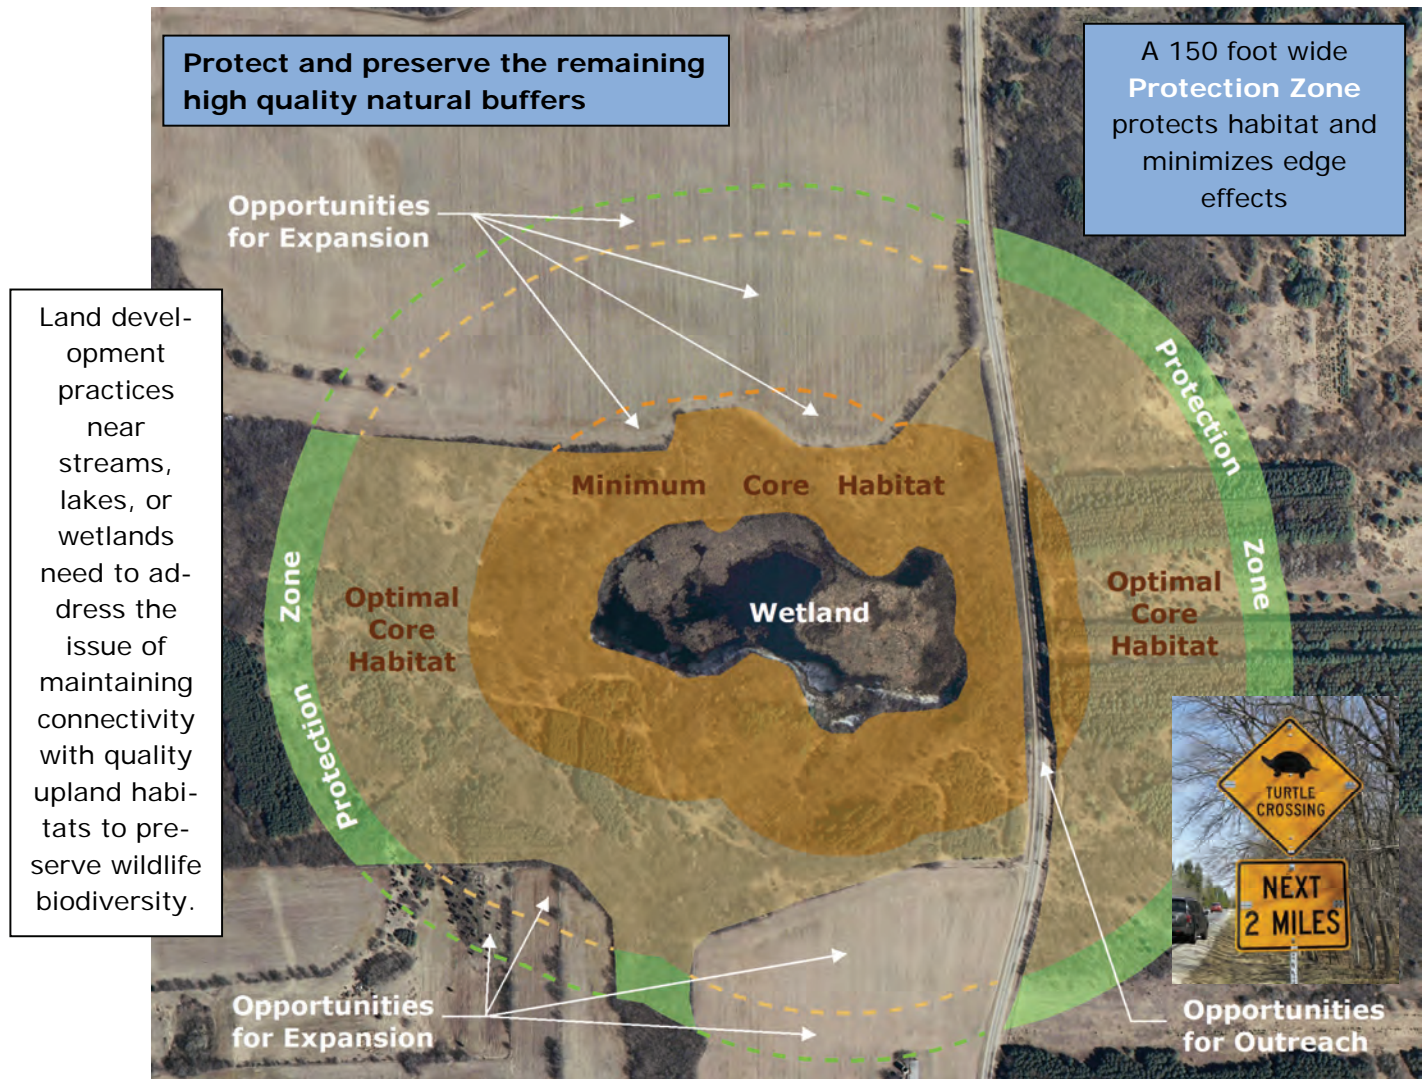 Protect and preserve the remaining
high quality natural buffers
A 150 foot wide
Protection Zone
protects habitat and
minimizes edge
effects
Opportunities
for Expansion
Land devel-
opment
practices
near
streams,
lakes, or
wetlands
need to ad-
dress the
issue of
maintaining
connectivity
with quality
upland habi-
tats to pre-
serve wildlife
biodiversity.
Protection
Zone
Minimum Core Habitat
Optimal
Core
Habitat
Wetland
Optimal
Core
Habitat
Protection Zone
TURTLE
CROSSING
NEXT
2 MILES
Opportunities
for Expansion
Opportunities
for Outreach